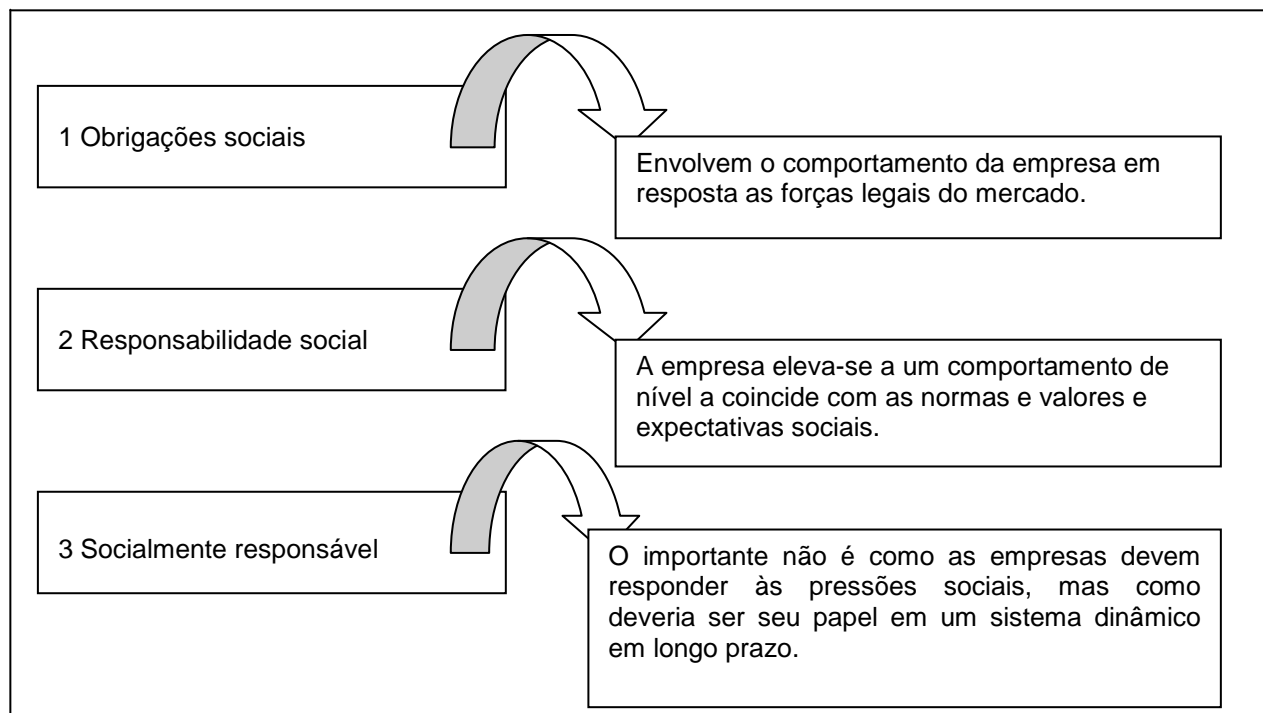 1 Obrigações sociais
Envolvem o comportamento da empresa em
resposta as forças legais do mercado.
2 Responsabilidade social
A empresa eleva-se a um comportamento de
nível a coincide com as normas e valores e
expectativas sociais.
3 Socialmente responsável
O importante não é como as empresas devem
responder às pressões sociais, mas como
deveria ser seu papel em um sistema dinâmico
em longo prazo.